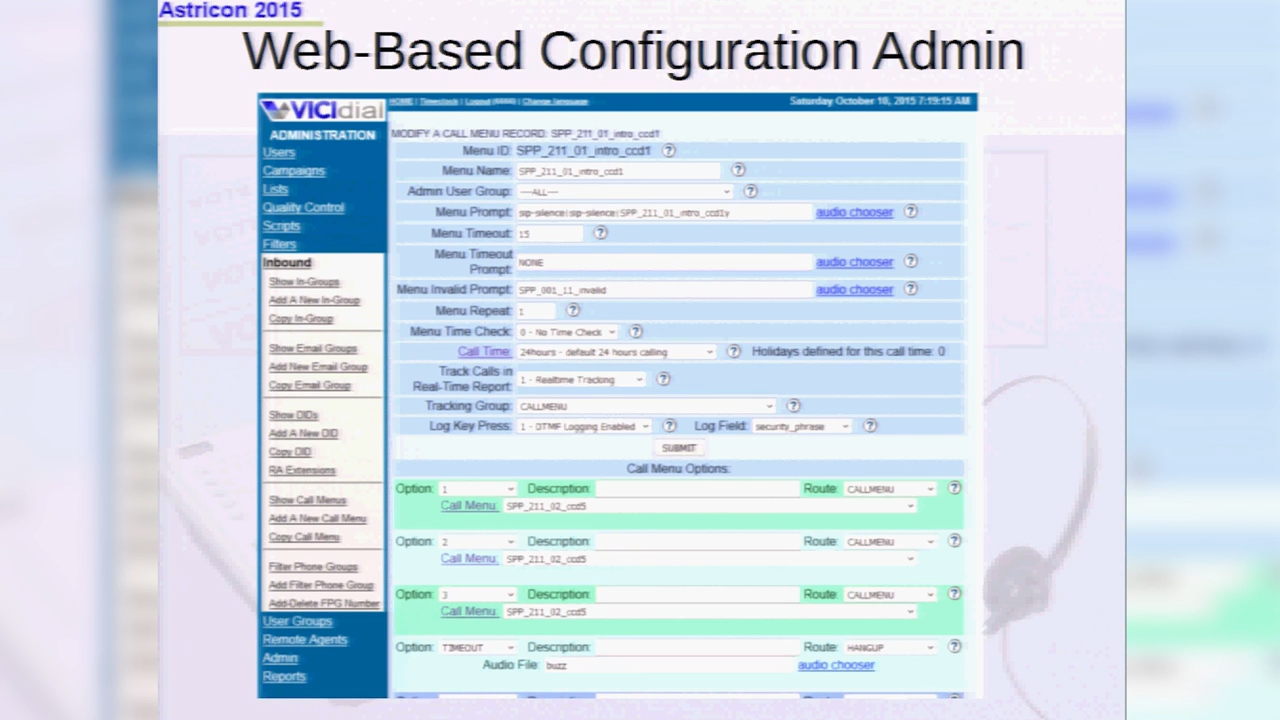 Astricon 2015
Web-Based Configuration Admin
VICIdial
HOME | Timeclock | Logout (6666) | Change language
Saturday October 10, 2015 7:19:15 AM
ADMINISTRATION
Users
Campaigns
Lists
Quality Control
Scripts
Filters
Inbound
Show In-Groups
Add A New In-Group
Copy In-Group
Show Email Groups
Add New Email Group
Copy Email Group
Show DIDs
Add A New DID
Copy DID
RA Extensions
Show Call Menus
Add A New Call Menu
Copy Call Menu
Filter Phone Groups
Add Filter Phone Group
Add-Delete FPG Number
User Groups
Remote Agents
Admin
Reports
MODIFY A CALL MENU RECORD: SPP_211_01_intro_ccd1
Menu ID: SPP_211_01_intro_ccd1 ?
Menu Name: SPP_211_01_intro_ccd1 ?
Admin User Group: ---ALL--- ?
Menu Prompt: sip-silence|sip-silence|SPP_211_01_intro_ccd1y audio chooser ?
Menu Timeout: 15 ?
Menu Timeout Prompt: NONE audio chooser ?
Menu Invalid Prompt: SPP_001_11_invalid audio chooser ?
Menu Repeat: 1 ?
Menu Time Check: 0 - No Time Check ?
Call Time: 24hours - default 24 hours calling ? Holidays defined for this call time: 0
Track Calls in Real-Time Report: 1 - Realtime Tracking ?
Tracking Group: CALLMENU ?
Log Key Press: 1 - DTMF Logging Enabled ? Log Field: security_phrase ?
SUBMIT
Call Menu Options:
Option: 1 Description: Route: CALLMENU ?
Call Menu: SPP_211_02_ccd5
Option: 2 Description: Route: CALLMENU ?
Call Menu: SPP_211_02_ccd5
Option: 3 Description: Route: CALLMENU ?
Call Menu: SPP_211_02_ccd5
Option: TIMEOUT Description: Route: HANGUP ?
Audio File: buzz audio chooser